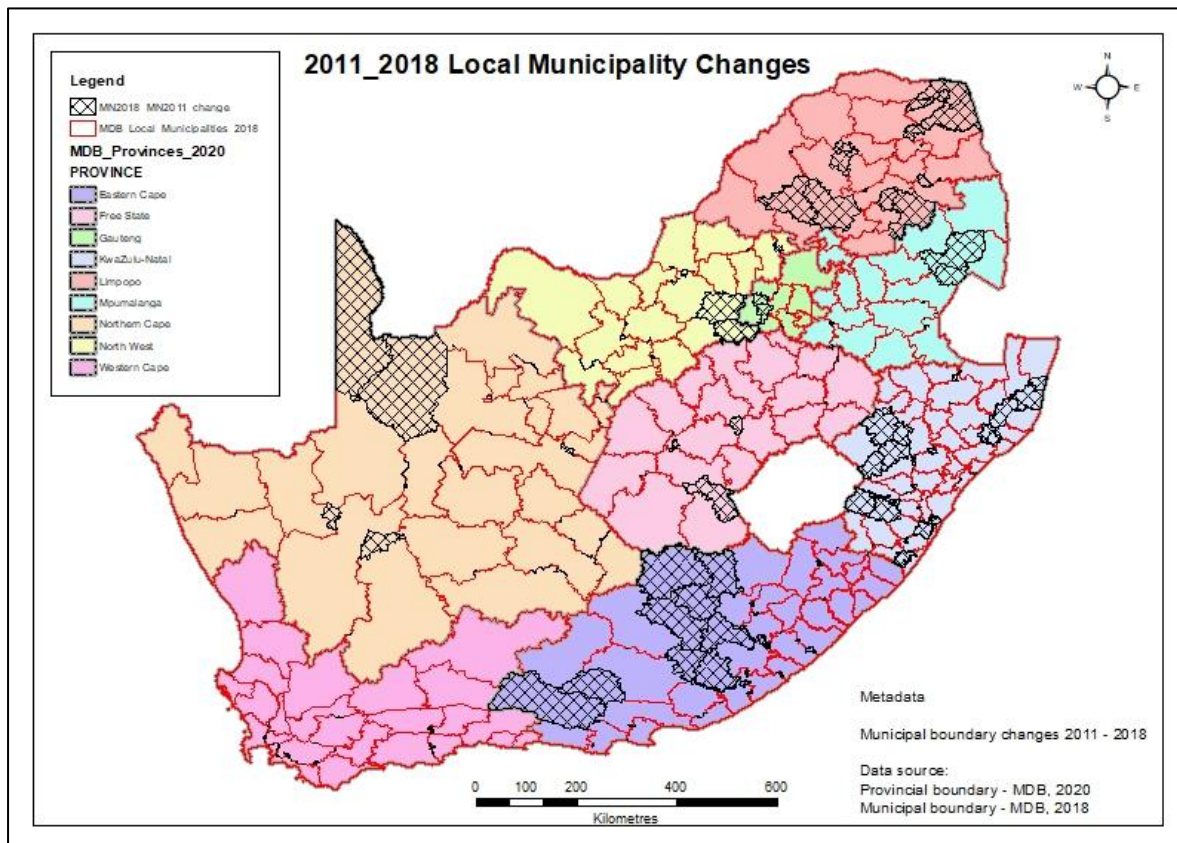 2011_2018 Local Municipality Changes
Legend
MN2018 MN2011 change
MDB Local Municipalities 2018
MDB_Provinces_2020
PROVINCE
Eastern Cape
Free State
Gauteng
KwaZulu-Natal
Limpopo
Mpumalanga
Northern Cape
North West
Western Cape
N
W E
S
Metadata
Municipal boundary changes 2011 - 2018
Data source:
Provincial boundary - MDB, 2020
Municipal boundary - MDB, 2018
0 100 200 400 600
Kilometres